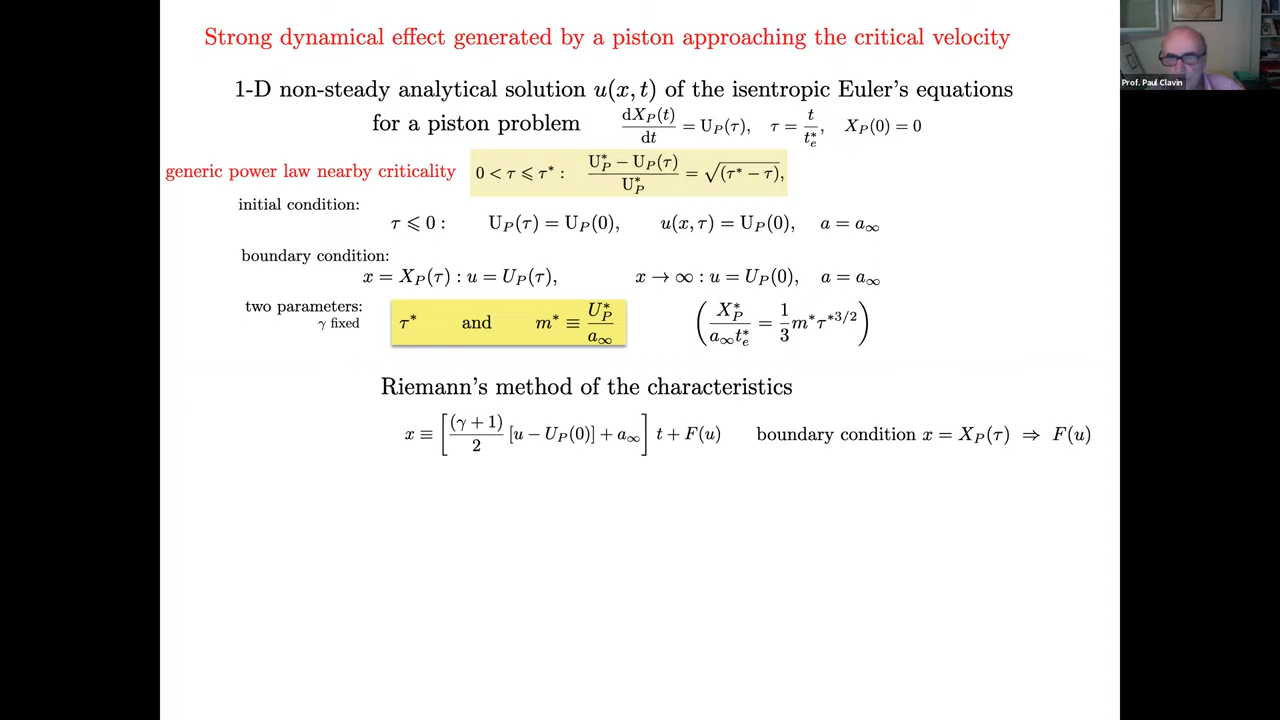 Strong dynamical effect generated by a piston approaching the critical velocity
Prof. Paul Clavin
1-D non-steady analytical solution u(x, t) of the isentropic Euler's equations
for a piston problem dX_P(t)/dt = U_P(τ), τ = t/t_e^*, X_P(0) = 0
generic power law nearby criticality 0 < τ ⩽ τ* : (U_P^* − U_P(τ))/U_P^* = √(τ* − τ),
initial condition:
τ ⩽ 0 : U_P(τ) = U_P(0), u(x, τ) = U_P(0), a = a_∞
boundary condition:
x = X_P(τ) : u = U_P(τ), x → ∞ : u = U_P(0), a = a_∞
two parameters: τ* and m* ≡ U_P^*/a_∞ (X_P^*/(a_∞ t_e^*) = 1/3 m* τ*^{3/2})
γ fixed
Riemann's method of the characteristics
x ≡ [(γ + 1)/2 [u − U_P(0)] + a_∞] t + F(u) boundary condition x = X_P(τ) ⇒ F(u)